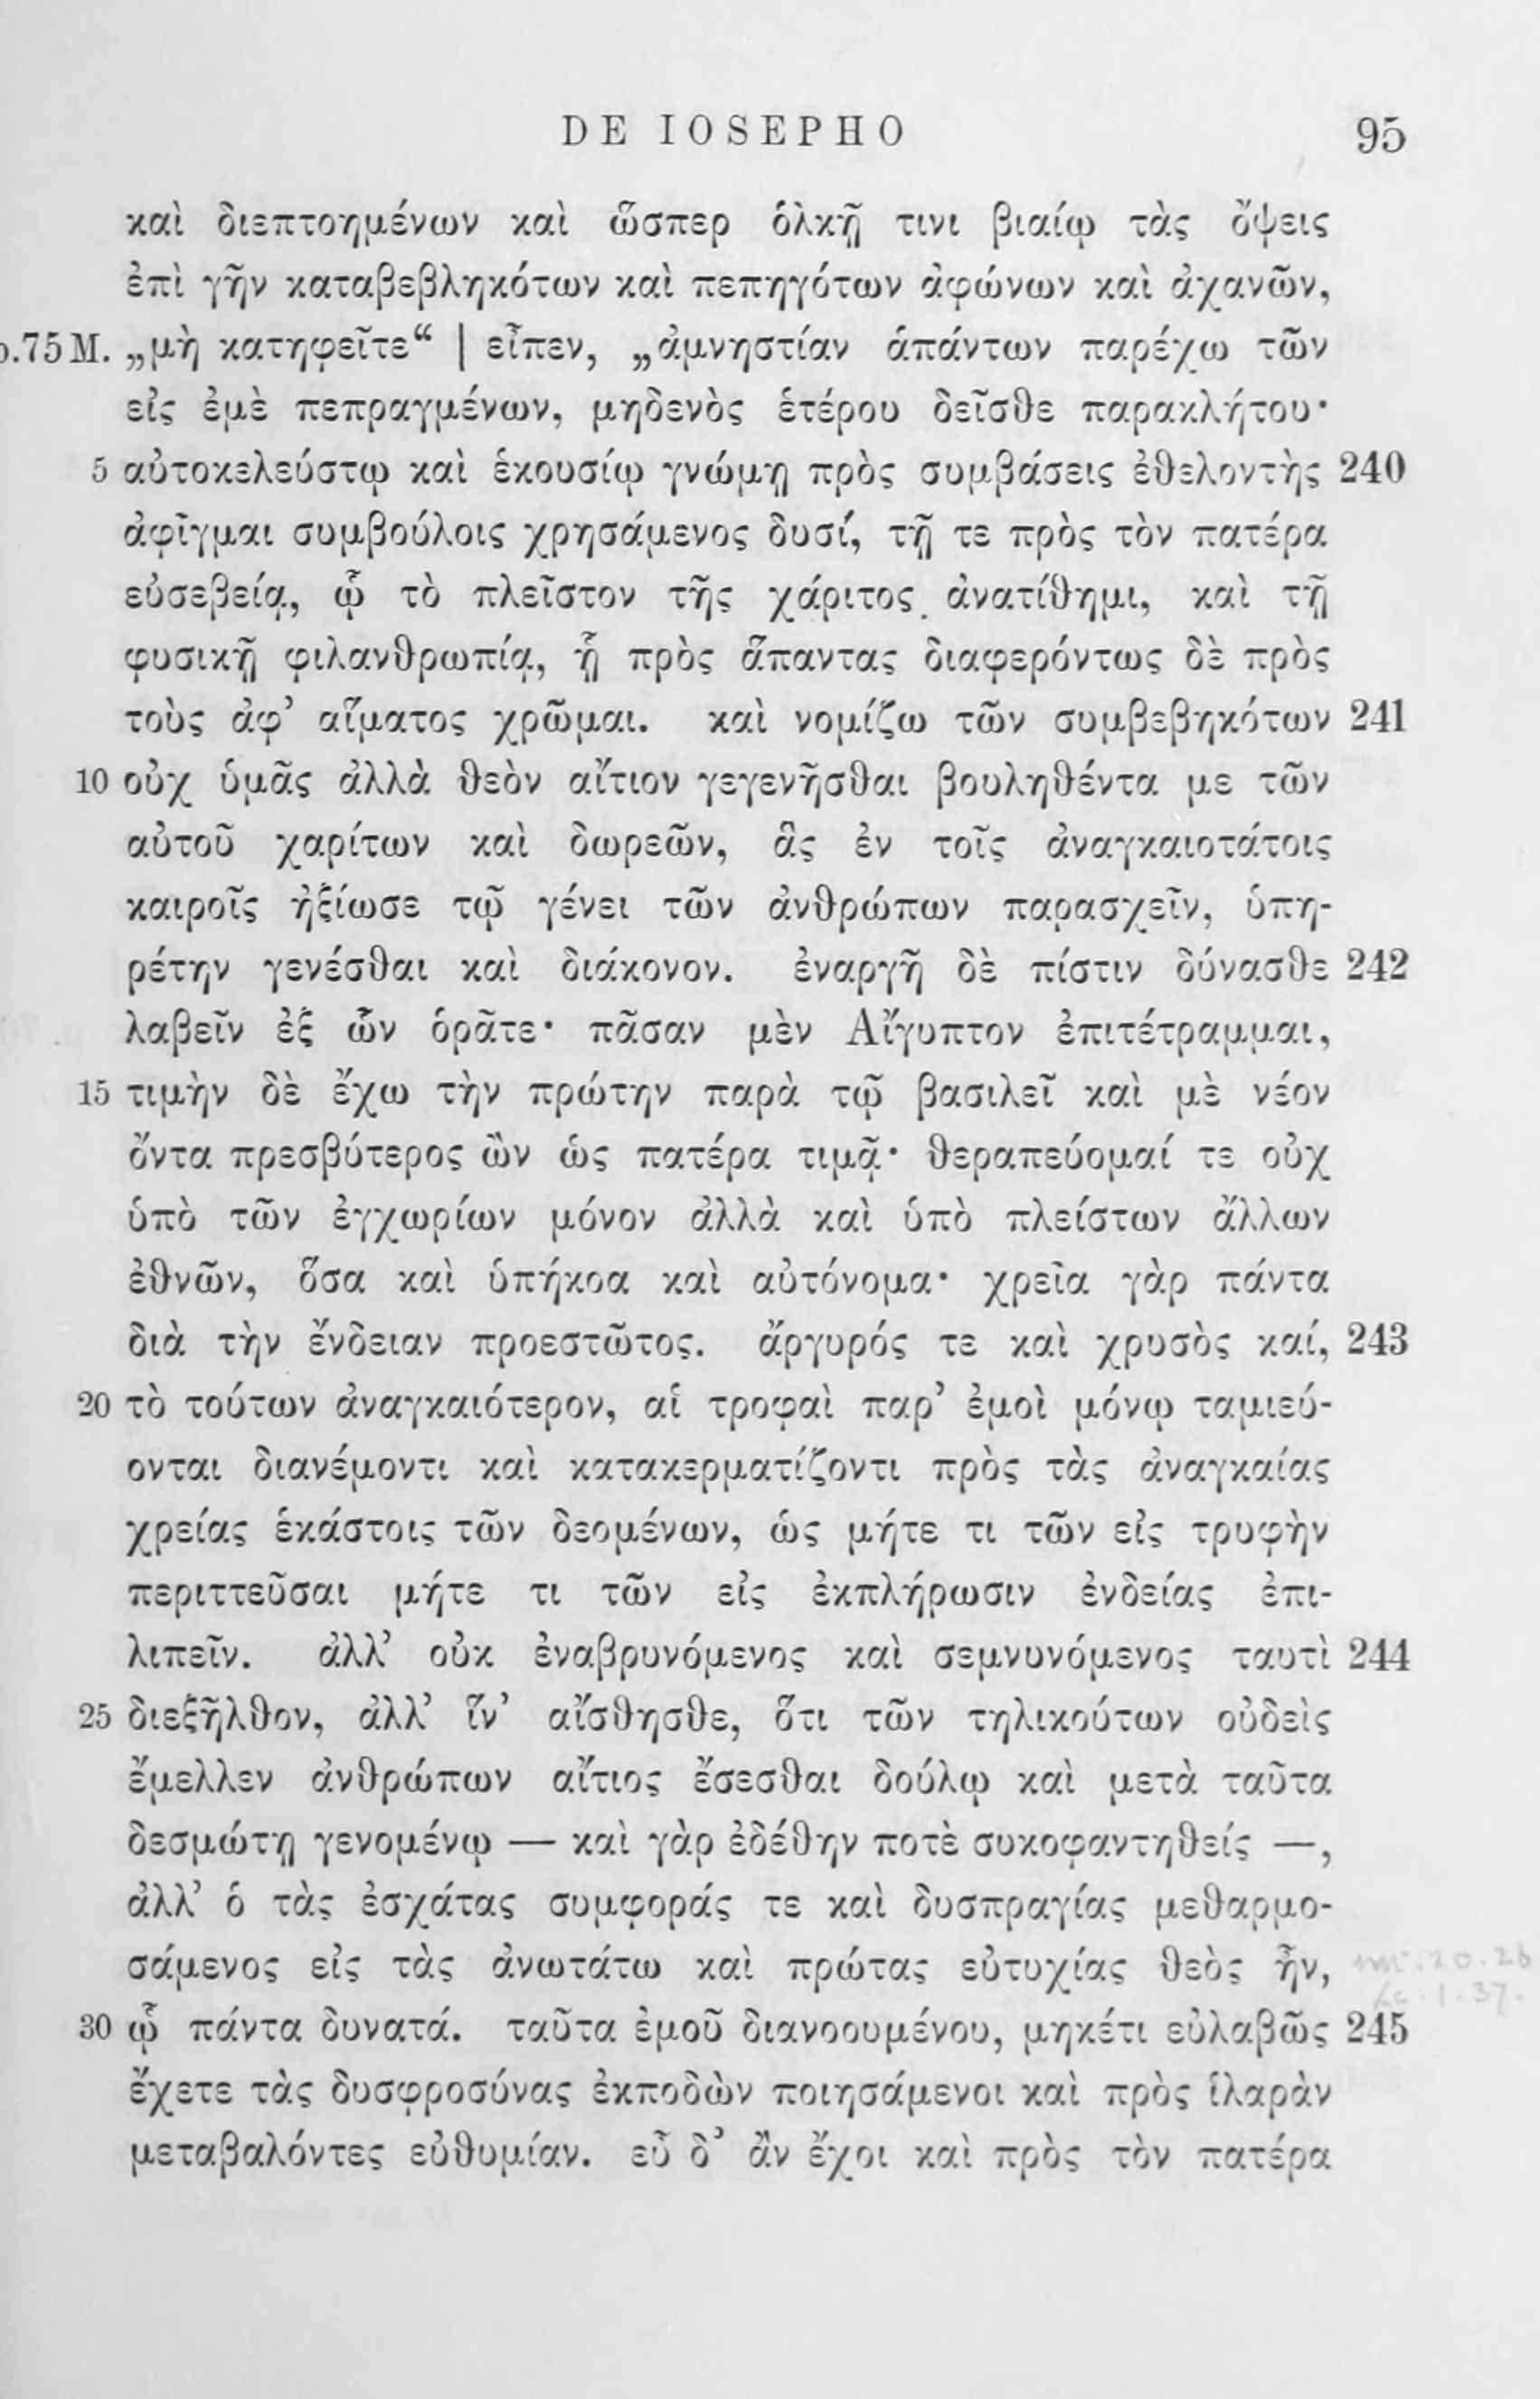 DE IOSEPHO 95
καὶ διεπτοημένων καὶ ὥσπερ ὁλκῇ τινι βιαίῳ τὰς ὄψεις
ἐπὶ γῆν καταβεβληκότων καὶ πεπηγότων ἀφώνων καὶ ἀχανῶν,
p.75 M. „μὴ κατηφεῖτε“ | εἶπεν, „ἀμνηστίαν ἁπάντων παρέχω τῶν
εἰς ἐμὲ πεπραγμένων, μηδενὸς ἑτέρου δεῖσθε παρακλήτου·
5 αὐτοκελεύστῳ καὶ ἑκουσίῳ γνώμῃ πρὸς συμβάσεις ἐθελοντὴς 240
ἀφῖγμαι συμβούλοις χρησάμενος δυσί, τῇ τε πρὸς τὸν πατέρα
εὐσεβείᾳ, ᾧ τὸ πλεῖστον τῆς χάριτος ἀνατίθημι, καὶ τῇ
φυσικῇ φιλανθρωπίᾳ, ᾗ πρὸς ἅπαντας διαφερόντως δὲ πρὸς
τοὺς ἀφ’ αἵματος χρῶμαι. καὶ νομίζω τῶν συμβεβηκότων 241
10 οὐχ ὑμᾶς ἀλλὰ θεὸν αἴτιον γεγενῆσθαι βουληθέντα με τῶν
αὐτοῦ χαρίτων καὶ δωρεῶν, ἃς ἐν τοῖς ἀναγκαιοτάτοις
καιροῖς ἠξίωσε τῷ γένει τῶν ἀνθρώπων παρασχεῖν, ὑπη-
ρέτην γενέσθαι καὶ διάκονον. ἐναργῆ δὲ πίστιν δύνασθε 242
λαβεῖν ἐξ ὧν ὁρᾶτε· πᾶσαν μὲν Αἴγυπτον ἐπιτέτραμμαι,
15 τιμὴν δὲ ἔχω τὴν πρώτην παρὰ τῷ βασιλεῖ καὶ μὲ νέον
ὄντα πρεσβύτερος ὢν ὡς πατέρα τιμᾷ· θεραπεύομαί τε οὐχ
ὑπὸ τῶν ἐγχωρίων μόνον ἀλλὰ καὶ ὑπὸ πλείστων ἄλλων
ἐθνῶν, ὅσα καὶ ὑπήκοα καὶ αὐτόνομα· χρεῖα γὰρ πάντα
διὰ τὴν ἔνδειαν προεστῶτος. ἄργυρός τε καὶ χρυσὸς καί, 243
20 τὸ τούτων ἀναγκαιότερον, αἱ τροφαὶ παρ’ ἐμοὶ μόνῳ ταμιεύ-
ονται διανέμοντι καὶ κατακερματίζοντι πρὸς τὰς ἀναγκαίας
χρείας ἑκάστοις τῶν δεομένων, ὡς μήτε τι τῶν εἰς τρυφὴν
περιττεῦσαι μήτε τι τῶν εἰς ἐκπλήρωσιν ἐνδείας ἐπι-
λιπεῖν. ἀλλ’ οὐκ ἐναβρυνόμενος καὶ σεμνυνόμενος ταυτὶ 244
25 διεξῆλθον, ἀλλ’ ἵν’ αἴσθησθε, ὅτι τῶν τηλικούτων οὐδεὶς
ἔμελλεν ἀνθρώπων αἴτιος ἔσεσθαι δούλῳ καὶ μετὰ ταῦτα
δεσμώτῃ γενομένῳ — καὶ γὰρ ἐδέθην ποτὲ συκοφαντηθείς —,
ἀλλ’ ὁ τὰς ἐσχάτας συμφοράς τε καὶ δυσπραγίας μεθαρμο-
σάμενος εἰς τὰς ἀνωτάτω καὶ πρώτας εὐτυχίας θεὸς ἦν,
30 ᾧ πάντα δυνατά. ταῦτα ἐμοῦ διανοουμένου, μηκέτι εὐλαβῶς 245
ἔχετε τὰς δυσφροσύνας ἐκποδὼν ποιησάμενοι καὶ πρὸς ἱλαρὰν
μεταβαλόντες εὐθυμίαν. εὖ δ’ ἂν ἔχοι καὶ πρὸς τὸν πατέρα